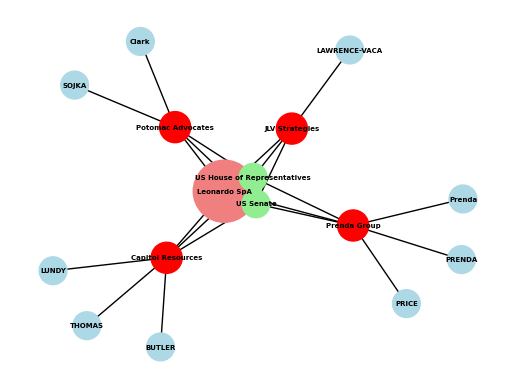 Clark
LAWRENCE-VACA
SOJKA
Potomac Advocates
JLV Strategies
US House of Representatives
Leonardo SpA
Prenda
US Senate
Prenda Group
Capitol Resources
PRENDA
LUNDY
PRICE
THOMAS
BUTLER